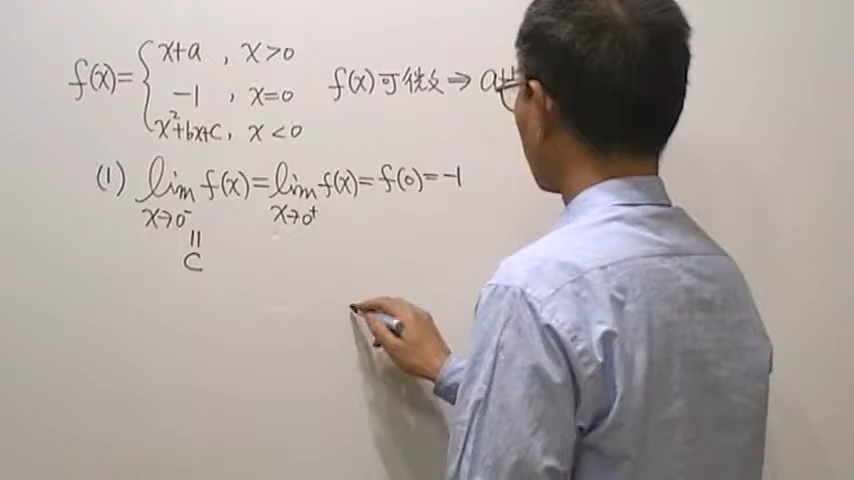 f(x)= { x+a , x>0
-1 , x=0
x²+bx+c , x<0
f(x)可微分 ⇒ a+
(1) lim x→0⁻ f(x) = lim x→0⁺ f(x) = f(0) = -1
||
C